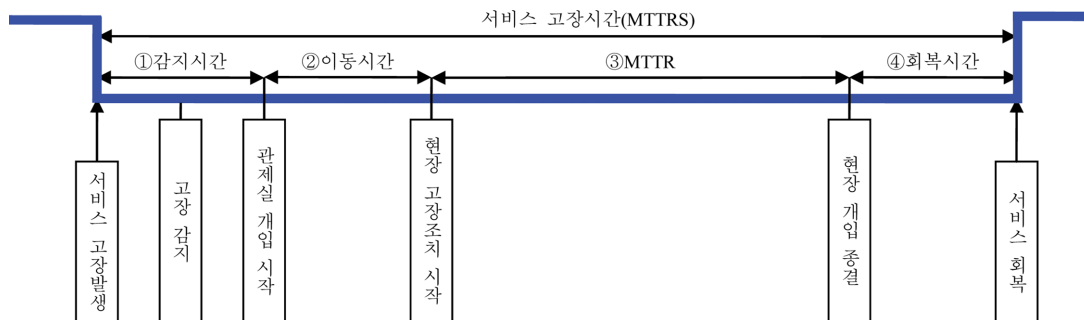 서비스 고장시간(MTTRS)
①감지시간
②이동시간
③MTTR
④회복시간
서비스 고장발생
고장 감지
관제실 개입 시작
현장 고장조치 시작
현장 개입 종결
서비스 회복